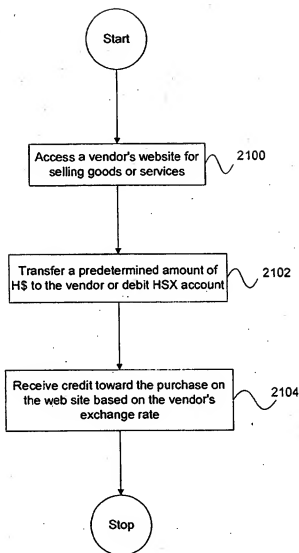 Start
Access a vendor's website for
selling goods or services
2100
Transfer a predetermined amount of
H$ to the vendor or debit HSX account
2102
Receive credit toward the purchase on
the web site based on the vendor's
exchange rate
2104
Stop